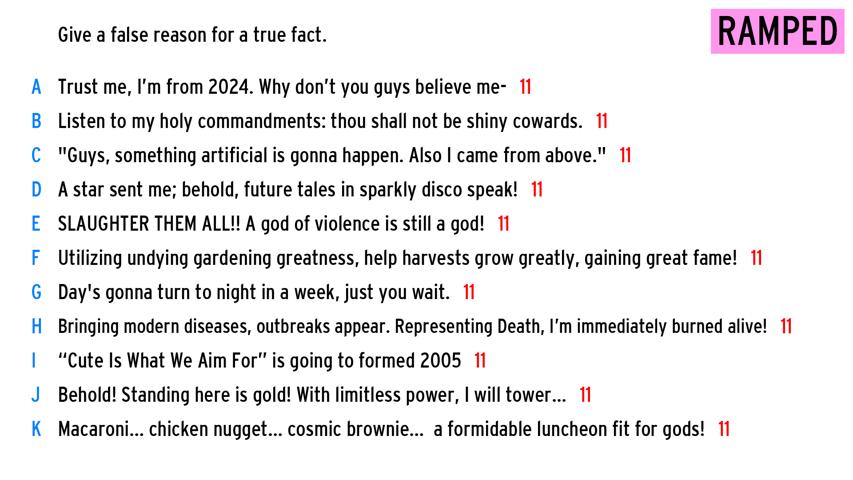 Give a false reason for a true fact.
RAMPED
A Trust me, I'm from 2024. Why don't you guys believe me- 11
B Listen to my holy commandments: thou shall not be shiny cowards. 11
C "Guys, something artificial is gonna happen. Also I came from above." 11
D A star sent me; behold, future tales in sparkly disco speak! 11
E SLAUGHTER THEM ALL!! A god of violence is still a god! 11
F Utilizing undying gardening greatness, help harvests grow greatly, gaining great fame! 11
G Day's gonna turn to night in a week, just you wait. 11
H Bringing modern diseases, outbreaks appear. Representing Death, I'm immediately burned alive! 11
I “Cute Is What We Aim For” is going to formed 2005 11
J Behold! Standing here is gold! With limitless power, I will tower... 11
K Macaroni... chicken nugget... cosmic brownie... a formidable luncheon fit for gods! 11